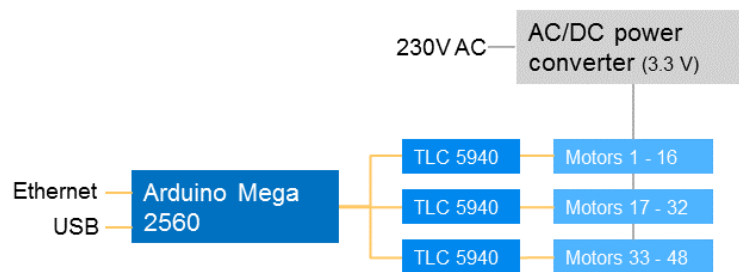 AC/DC power
converter (3.3 V)
230V AC
TLC 5940
Motors 1 - 16
Ethernet
Arduino Mega
2560
USB
TLC 5940
Motors 17 - 32
TLC 5940
Motors 33 - 48